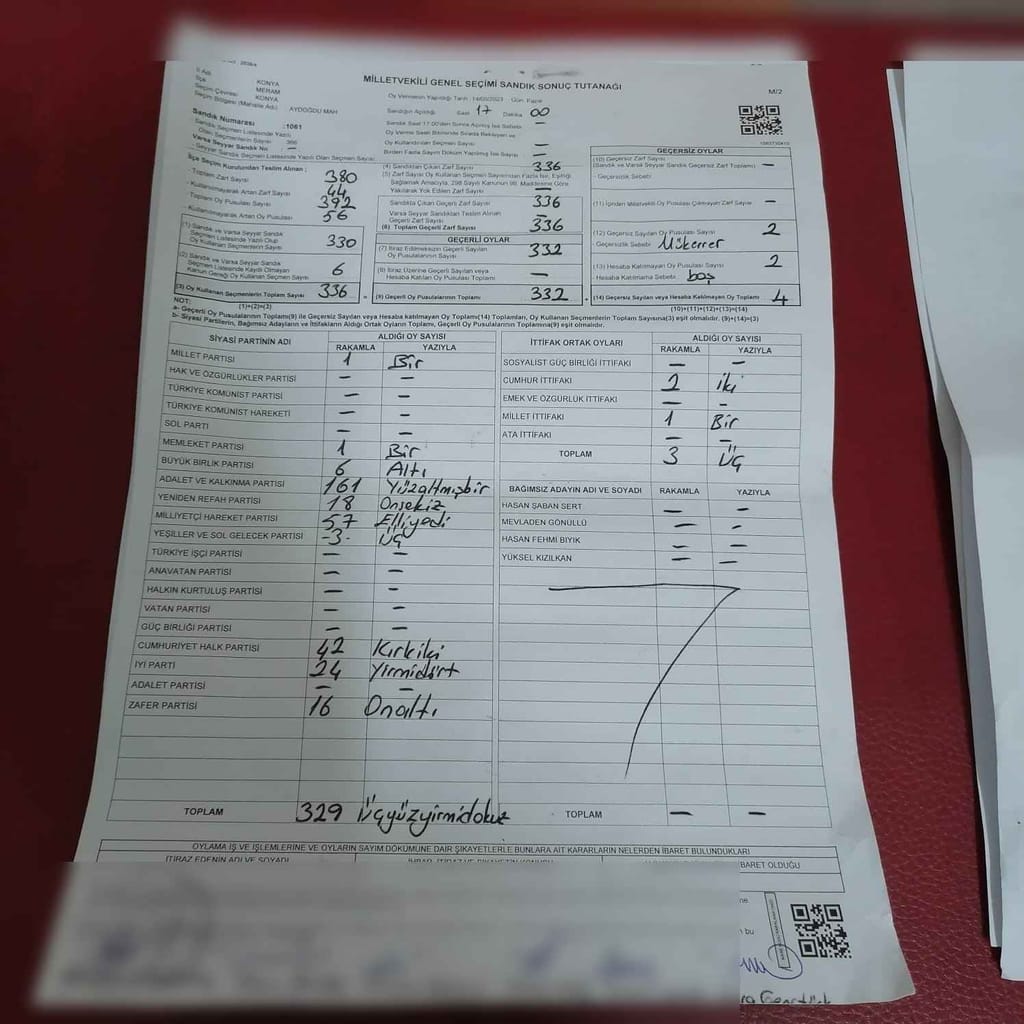 MİLLETVEKİLİ GENEL SEÇİMİ SANDIK SONUÇ TUTANAĞI
M/2
İl Adı KONYA
İlçe MERAM
Seçim Çevresi KONYA
Seçim Bölgesi (Mahalle Adı) AYDOĞDU MAH
Oy Vermenin Yapıldığı Tarih : 14/05/2023 Gün: Pazar
Sandığın Açıldığı Saat 17 Dakika 00
Sandık Numarası :1061
Sandık Seçmen Listesinde Yazılı
Olan Seçmenlerin Sayısı 366
Varsa Seyyar Sandık No —
- Seyyar Sandık Seçmen Listesinde Yazılı Olan Seçmen Sayısı
Sandık Saat 17:00'den Sonra Açılmış İse Sebebi —
Oy Verme Saati Bitiminde Sırada Bekleyen ve
Oy Kullandırılan Seçmen Sayısı —
Birden Fazla Sayım Döküm Yapılmış İse Sayısı —
İlçe Seçim Kurulundan Teslim Alınan ;
- Toplam Zarf Sayısı 380
- Kullanılmayarak Artan Zarf Sayısı 44
- Toplam Oy Pusulası Sayısı 392
- Kullanılmayarak Artan Oy Pusulası 56
(1) Sandık ve Varsa Seyyar Sandık
Seçmen Listesinde Yazılı Olup
Oy Kullanan Seçmenlerin Sayısı 330
(2) Sandık ve Varsa Seyyar Sandık
Seçmen Listesinde Kayıtlı Olmayan
Kanun Gereği Oy Kullanan Seçmen Sayısı 6
(3) Oy Kullanan Seçmenlerin Toplam Sayısı 336
(1)+(2)=(3)
(4) Sandıktan Çıkan Zarf Sayısı 336
(5) Zarf Sayısı Oy Kullanan Seçmen Sayısından Fazla İse, Eşitliği
Sağlamak Amacıyla, 298 Sayılı Kanunun 98. Maddesine Göre
Yakılarak Yok Edilen Zarf Sayısı —
Sandıkta Çıkan Geçerli Zarf Sayısı 336
Varsa Seyyar Sandıktan Teslim Alınan
Geçerli Zarf Sayısı —
(6) Toplam Geçerli Zarf Sayısı 336
GEÇERLİ OYLAR
(7) İtiraz Edilmeksizin Geçerli Sayılan
Oy Pusulalarının Sayısı 332
(8) İtiraz Üzerine Geçerli Sayılan veya
Hesaba Katılan Oy Pusulası Toplamı —
(9) Geçerli Oy Pusulalarının Toplamı 332
GEÇERSİZ OYLAR
(10) Geçersiz Zarf Sayısı
(Sandık ve Varsa Seyyar Sandık Geçersiz Zarf Toplamı) —
- Geçersizlik Sebebi
(11) İçinden Milletvekili Oy Pusulası Çıkmayan Zarf Sayısı —
(12) Geçersiz Sayılan Oy Pusulası Sayısı 2
- Geçersizlik Sebebi Mükerrer
(13) Hesaba Katılmayan Oy Pusulası Sayısı 2
- Hesaba Katılmama Sebebi boş
(14) Geçersiz Sayılan veya Hesaba Katılmayan Oy Toplamı 4
(10)+(11)+(12)+(13)=(14)
NOT:
a- Geçerli Oy Pusulalarının Toplamı(9) ile Geçersiz Sayılan veya Hesaba Katılmayan Oy Toplam(14) Toplamları, Oy Kullanan Seçmenlerin Toplam Sayısına(3) eşit olmalıdır. (9)+(14)=(3)
b- Siyasi Partilerin, Bağımsız Adayların ve İttifakların Aldığı Ortak Oyların Toplamı, Geçerli Oy Pusulalarının Toplamına(9) eşit olmalıdır.
SİYASİ PARTİNİN ADI ALDIĞI OY SAYISI
RAKAMLA YAZIYLA
MİLLET PARTİSİ 1 Bir
HAK VE ÖZGÜRLÜKLER PARTİSİ — —
TÜRKİYE KOMÜNİST PARTİSİ — —
TÜRKİYE KOMÜNİST HAREKETİ — —
SOL PARTİ — —
MEMLEKET PARTİSİ 1 Bir
BÜYÜK BİRLİK PARTİSİ 6 Altı
ADALET VE KALKINMA PARTİSİ 161 Yüzaltmışbir
YENİDEN REFAH PARTİSİ 18 Onsekiz
MİLLİYETÇİ HAREKET PARTİSİ 57 Elliyedi
YEŞİLLER VE SOL GELECEK PARTİSİ -3- Üç
TÜRKİYE İŞÇİ PARTİSİ — —
ANAVATAN PARTİSİ — —
HALKIN KURTULUŞ PARTİSİ — —
VATAN PARTİSİ — —
GÜÇ BİRLİĞİ PARTİSİ — —
CUMHURİYET HALK PARTİSİ 42 Kırkiki
İYİ PARTİ 24 Yirmidört
ADALET PARTİSİ — —
ZAFER PARTİSİ 16 Onaltı
TOPLAM 329 Üçyüzyirmidokuz
İTTİFAK ORTAK OYLARI ALDIĞI OY SAYISI
RAKAMLA YAZIYLA
SOSYALİST GÜÇ BİRLİĞİ İTTİFAKI — —
CUMHUR İTTİFAKI 2 iki
EMEK VE ÖZGÜRLÜK İTTİFAKI — —
MİLLET İTTİFAKI 1 Bir
ATA İTTİFAKI — —
TOPLAM 3 Üç
BAĞIMSIZ ADAYIN ADI VE SOYADI RAKAMLA YAZIYLA
HASAN ŞABAN SERT — —
MEVLADEN GÖNÜLLÜ — —
HASAN FEHMİ BIYIK — —
YÜKSEL KIZILKAN — —
TOPLAM — —
OYLAMA İŞ VE İŞLEMLERİNE VE OYLARIN SAYIM DÖKÜMÜNE DAİR ŞİKAYETLERLE BUNLARA AİT KARARLARIN NELERDEN İBARET BULUNDUKLARI
İTİRAZ EDENİN ADI VE SOYADI
BARET OLDUĞU